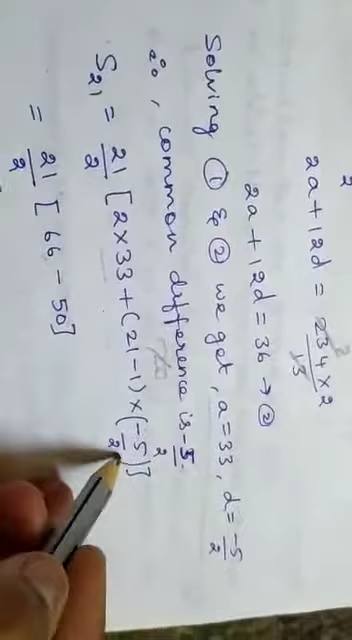 2
2a + 12d = 234 × 2 / 13
2a + 12d = 36 → ②
Solving ① & ② we get, a = 33, d = -5/2
∴, common difference is -5/2.
S21 = 21/2 [ 2×33 + (21-1) × (-5/2)]
= 21/2 [ 66 - 50]